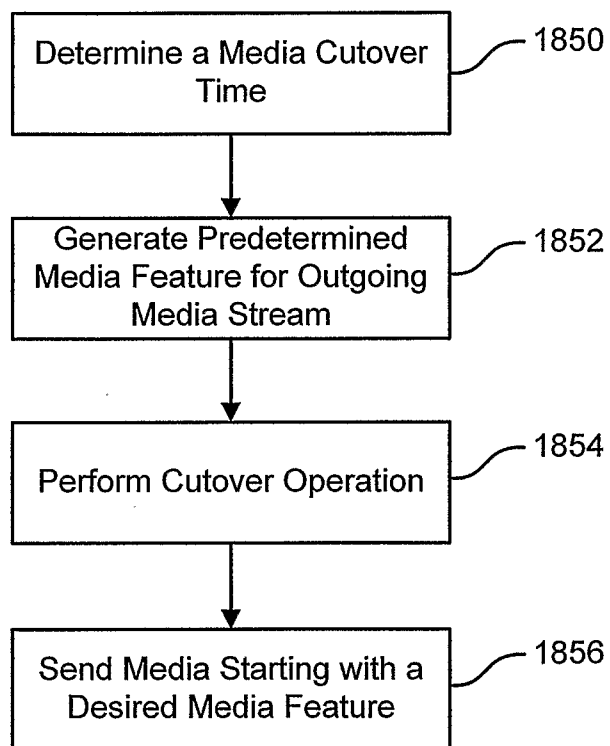 Determine a Media Cutover
Time
1850
Generate Predetermined
Media Feature for Outgoing
Media Stream
1852
Perform Cutover Operation
1854
Send Media Starting with a
Desired Media Feature
1856